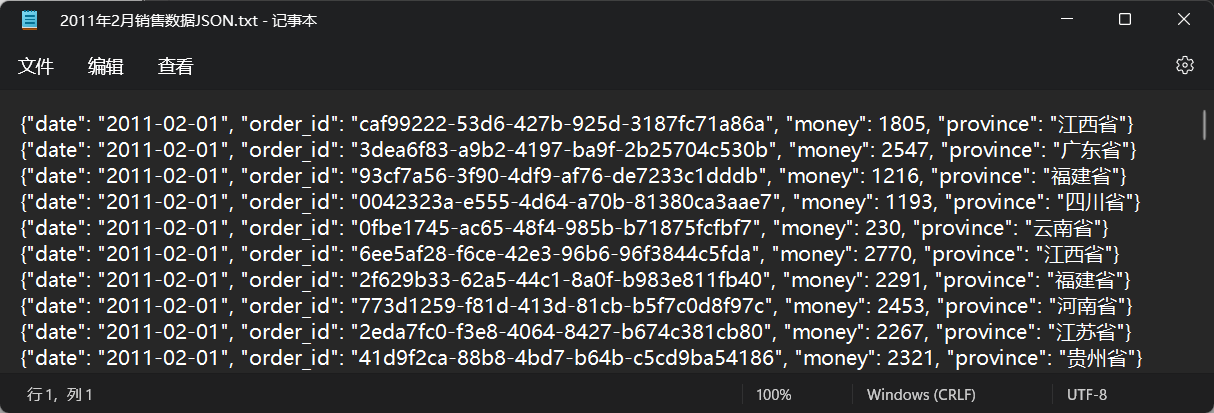 2011年2月销售数据JSON.txt - 记事本
文件 编辑 查看
{"date": "2011-02-01", "order_id": "caf99222-53d6-427b-925d-3187fc71a86a", "money": 1805, "province": "江西省"}
{"date": "2011-02-01", "order_id": "3dea6f83-a9b2-4197-ba9f-2b25704c530b", "money": 2547, "province": "广东省"}
{"date": "2011-02-01", "order_id": "93cf7a56-3f90-4df9-af76-de7233c1dddb", "money": 1216, "province": "福建省"}
{"date": "2011-02-01", "order_id": "0042323a-e555-4d64-a70b-81380ca3aae7", "money": 1193, "province": "四川省"}
{"date": "2011-02-01", "order_id": "0fbe1745-ac65-48f4-985b-b71875fcfbf7", "money": 230, "province": "云南省"}
{"date": "2011-02-01", "order_id": "6ee5af28-f6ce-42e3-96b6-96f3844c5fda", "money": 2770, "province": "江西省"}
{"date": "2011-02-01", "order_id": "2f629b33-62a5-44c1-8a0f-b983e811fb40", "money": 2291, "province": "福建省"}
{"date": "2011-02-01", "order_id": "773d1259-f81d-413d-81cb-b5f7c0d8f97c", "money": 2453, "province": "河南省"}
{"date": "2011-02-01", "order_id": "2eda7fc0-f3e8-4064-8427-b674c381cb80", "money": 2267, "province": "江苏省"}
{"date": "2011-02-01", "order_id": "41d9f2ca-88b8-4bd7-b64b-c5cd9ba54186", "money": 2321, "province": "贵州省"}
行 1，列 1 100% Windows (CRLF) UTF-8